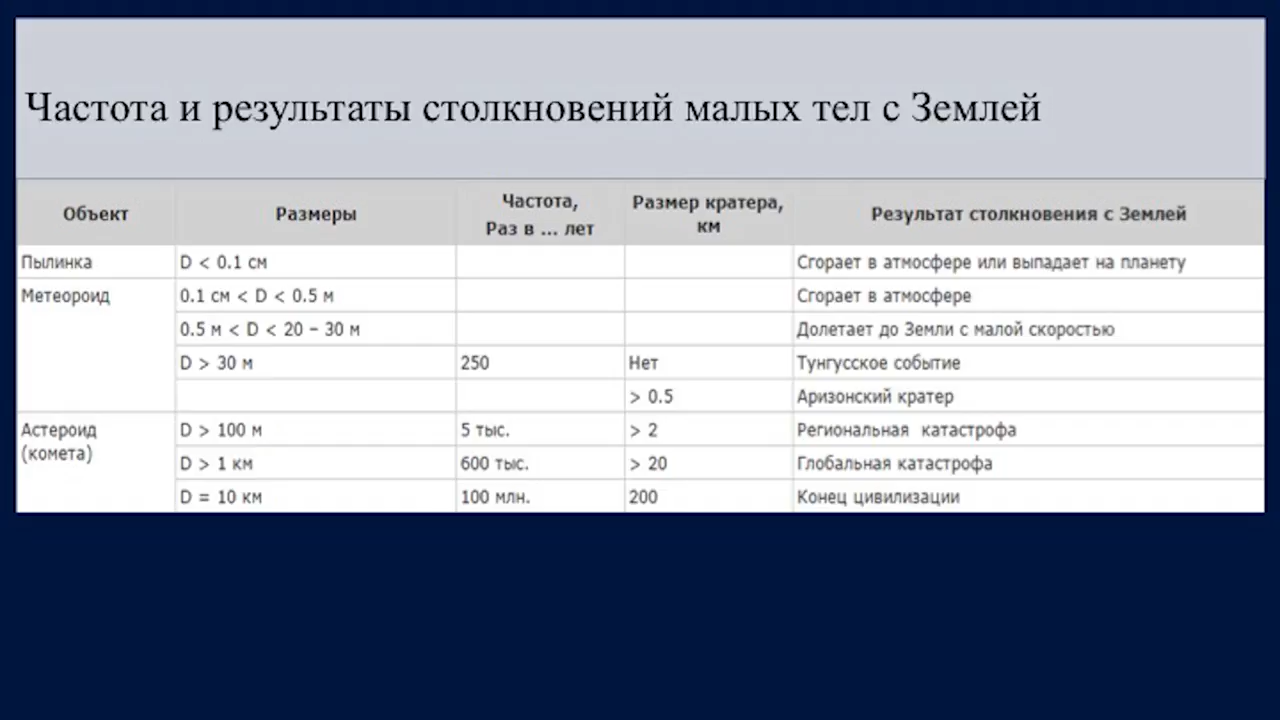 Частота и результаты столкновений малых тел с Землей
Объект Размеры Частота, Раз в ... лет Размер кратера, км Результат столкновения с Землей
Пылинка D < 0.1 см Сгорает в атмосфере или выпадает на планету
Метеороид 0.1 см < D < 0.5 м Сгорает в атмосфере
0.5 м < D < 20 – 30 м Долетает до Земли с малой скоростью
D > 30 м 250 Нет Тунгусское событие
> 0.5 Аризонский кратер
Астероид (комета) D > 100 м 5 тыс. > 2 Региональная катастрофа
D > 1 км 600 тыс. > 20 Глобальная катастрофа
D = 10 км 100 млн. 200 Конец цивилизации